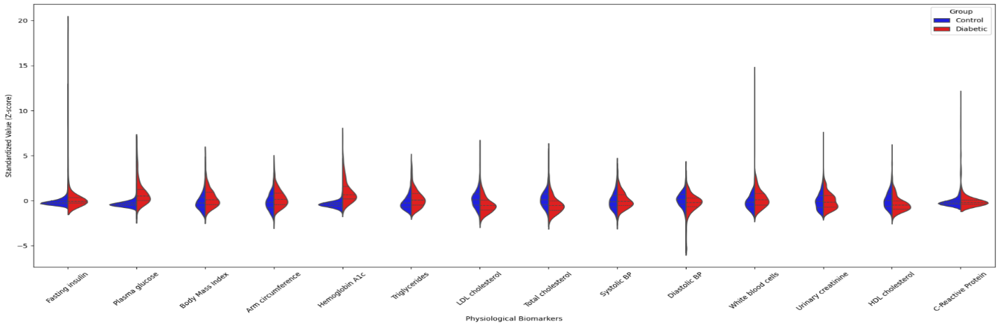 Group
Control
Diabetic
20
15
10
5
0
−5
Standardized Value (Z-score)
Fasting insulin
Plasma glucose
Body Mass Index
Arm circumference
Hemoglobin A1c
Triglycerides
LDL cholesterol
Total cholesterol
Systolic BP
Diastolic BP
White blood cells
Urinary creatinine
HDL cholesterol
C-Reactive Protein
Physiological Biomarkers